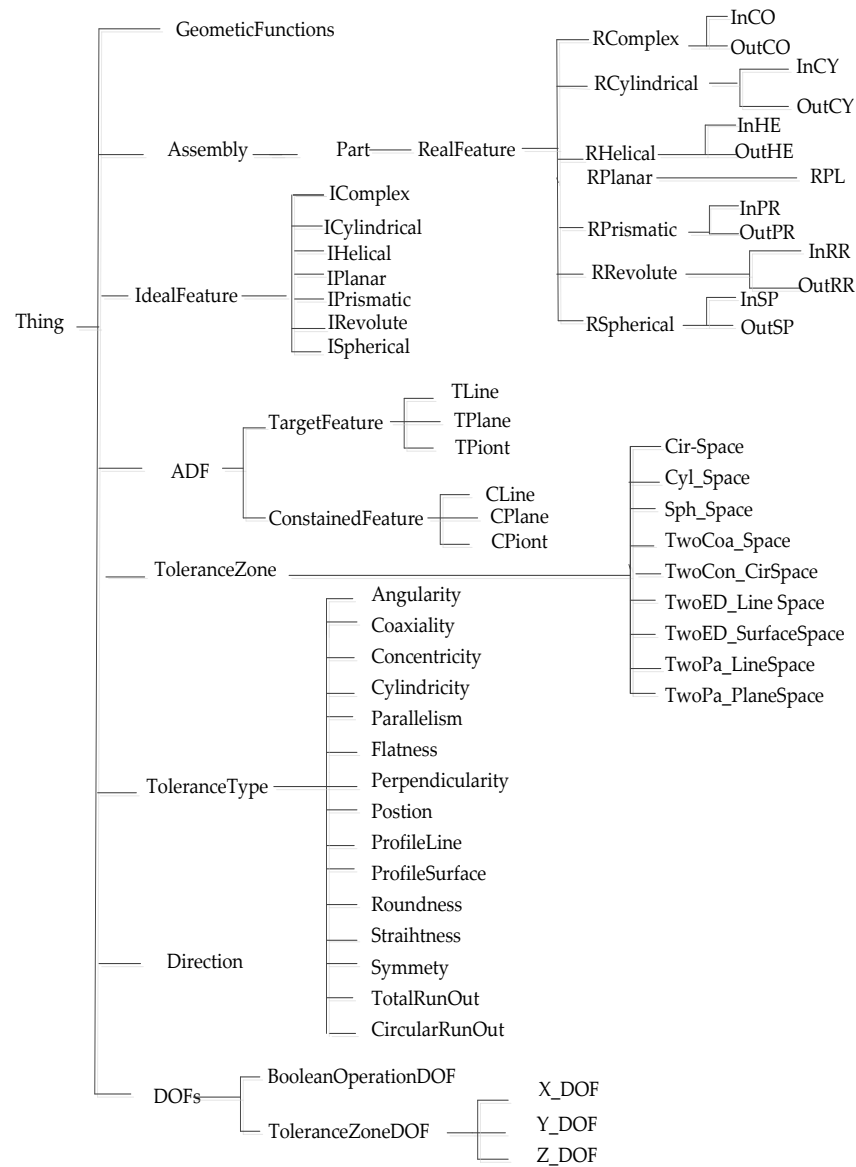 Thing
GeometicFunctions
Assembly
Part
RealFeature
RComplex
InCO
OutCO
RCylindrical
InCY
OutCY
RHelical
InHE
OutHE
RPlanar
RPL
RPrismatic
InPR
OutPR
RRevolute
InRR
OutRR
RSpherical
InSP
OutSP
IdealFeature
IComplex
ICylindrical
IHelical
IPlanar
IPrismatic
IRevolute
ISpherical
ADF
TargetFeature
TLine
TPlane
TPiont
ConstainedFeature
CLine
CPlane
CPiont
ToleranceZone
Cir-Space
Cyl_Space
Sph_Space
TwoCoa_Space
TwoCon_CirSpace
TwoED_Line Space
TwoED_SurfaceSpace
TwoPa_LineSpace
TwoPa_PlaneSpace
ToleranceType
Angularity
Coaxiality
Concentricity
Cylindricity
Parallelism
Flatness
Perpendicularity
Postion
ProfileLine
ProfileSurface
Roundness
Straihtness
Symmety
TotalRunOut
CircularRunOut
Direction
DOFs
BooleanOperationDOF
ToleranceZoneDOF
X_DOF
Y_DOF
Z_DOF